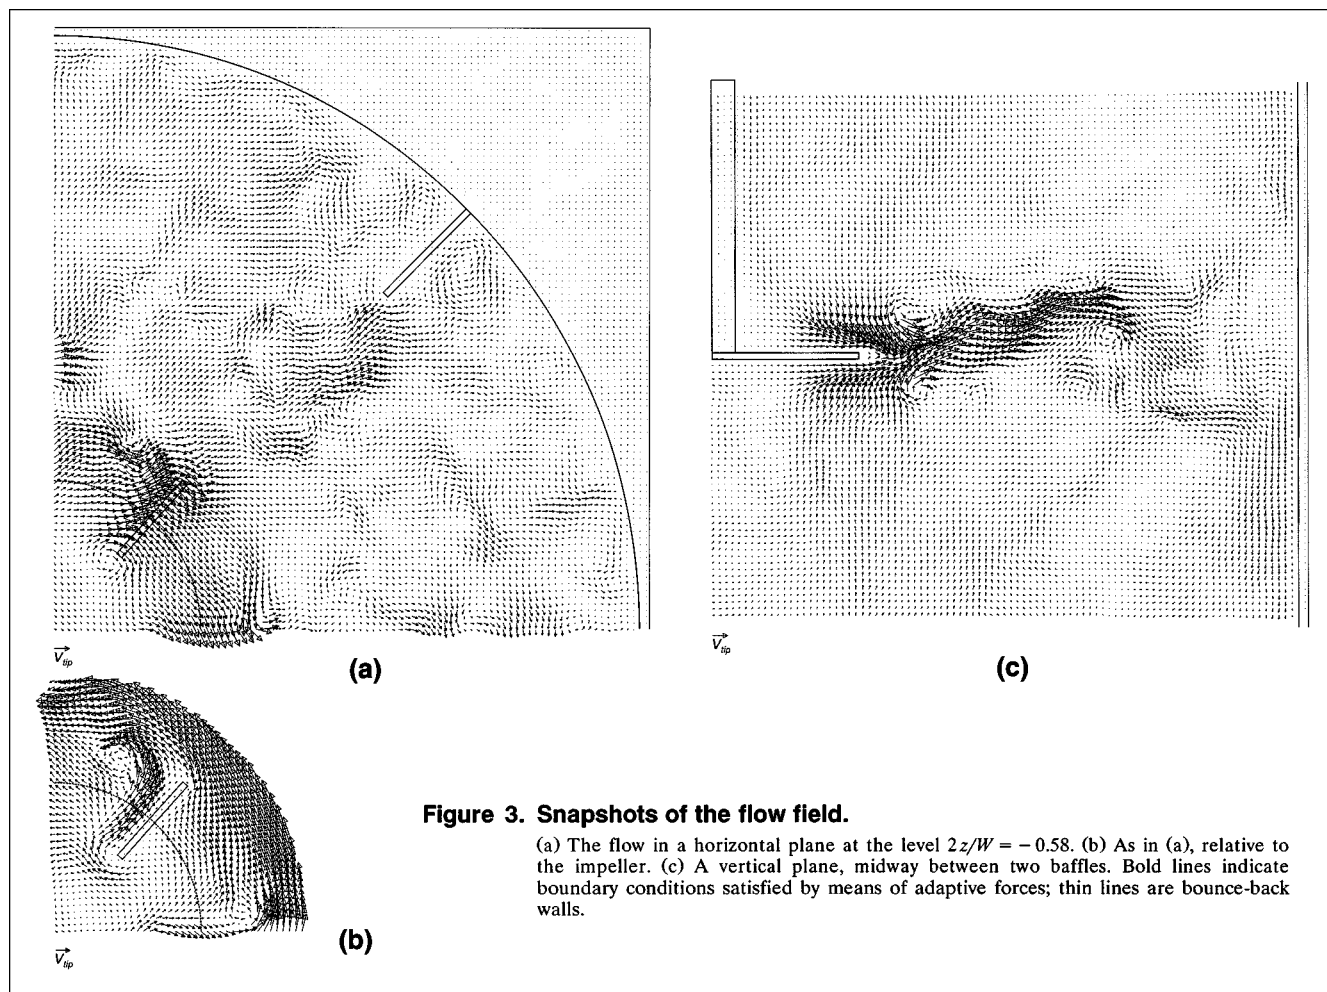 V_tip
(a)
V_tip
(c)
V_tip
(b)
Figure 3. Snapshots of the flow field.
(a) The flow in a horizontal plane at the level 2z/W = −0.58. (b) As in (a), relative to
the impeller. (c) A vertical plane, midway between two baffles. Bold lines indicate
boundary conditions satisfied by means of adaptive forces; thin lines are bounce-back
walls.